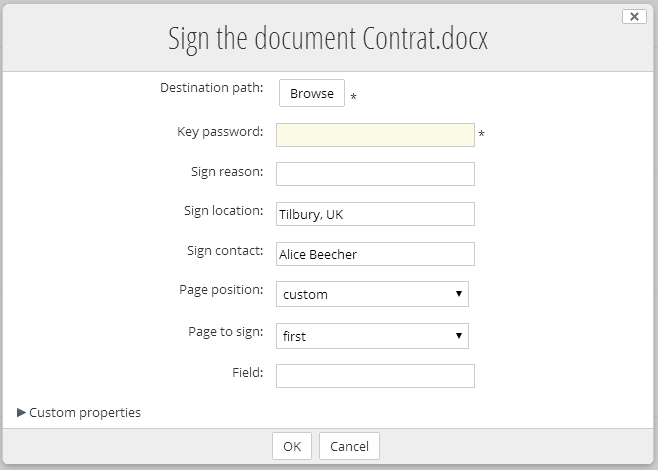 Sign the document Contrat.docx
Destination path: Browse *
Key password: *
Sign reason:
Sign location: Tilbury, UK
Sign contact: Alice Beecher
Page position: custom
Page to sign: first
Field:
Custom properties
OK Cancel